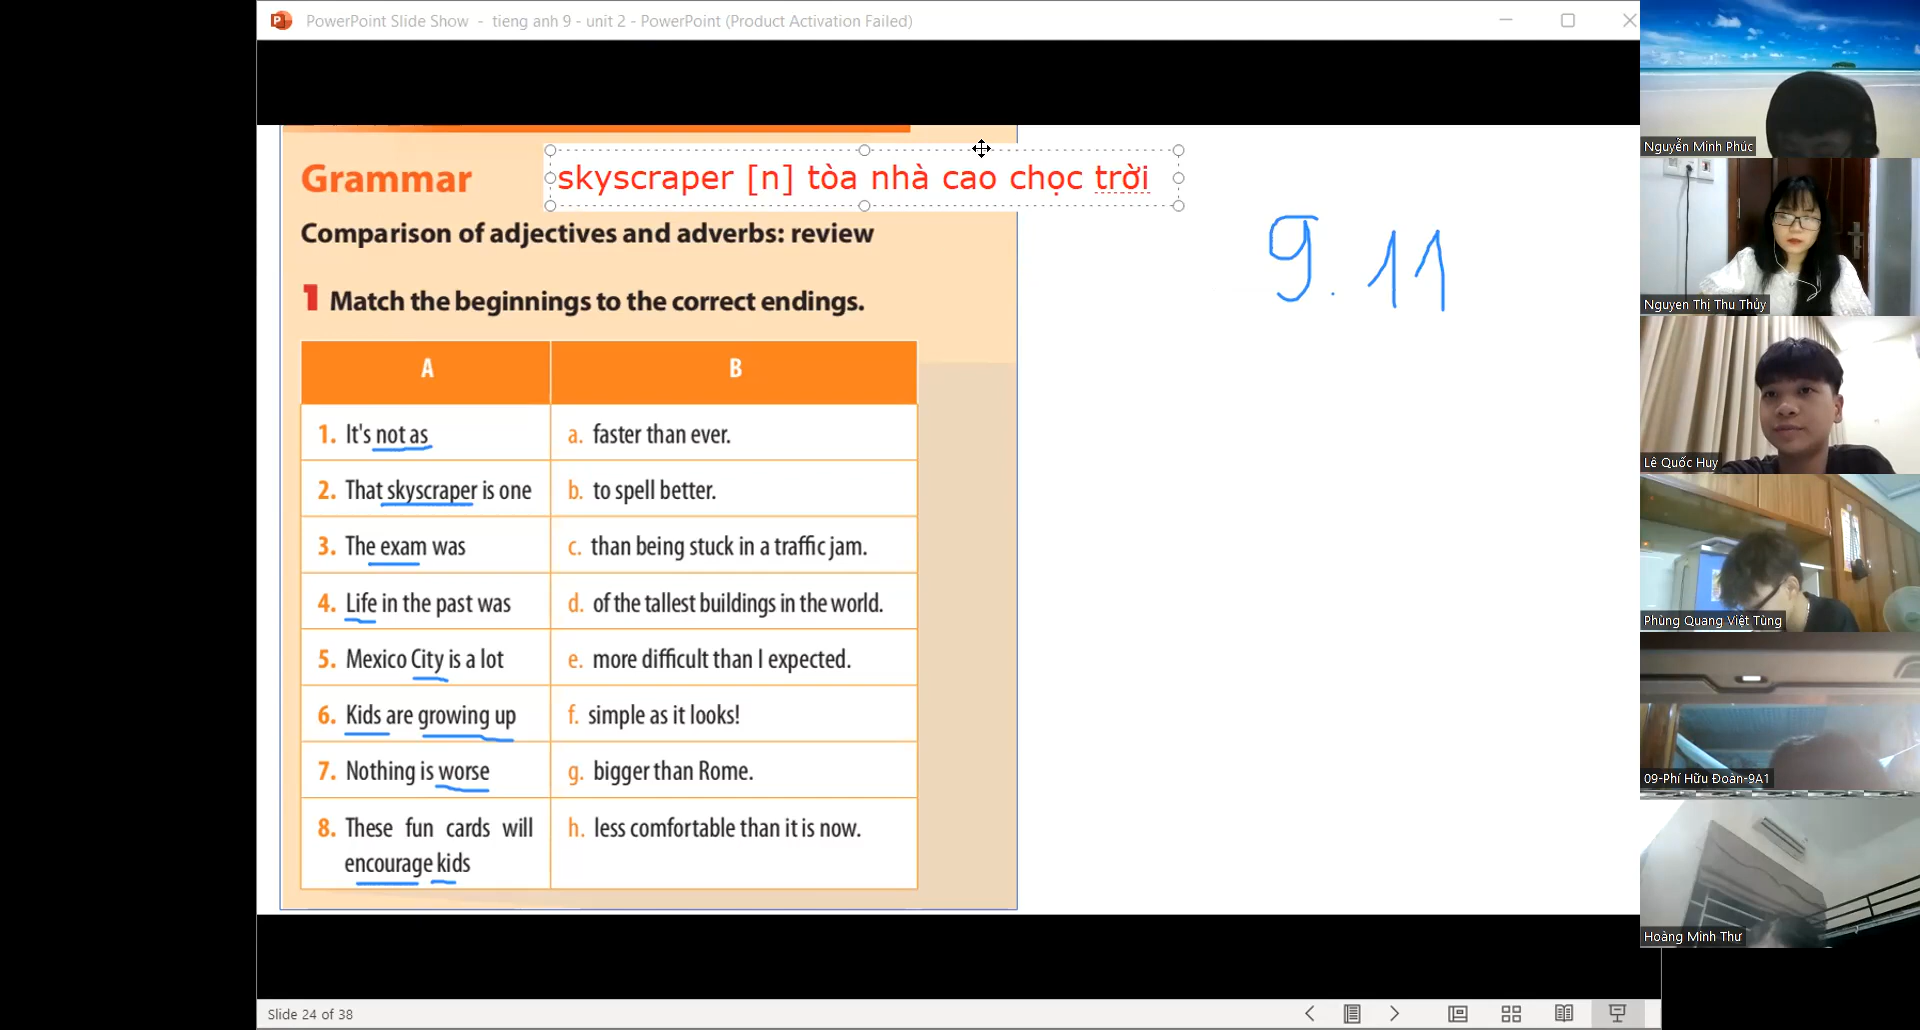 PowerPoint Slide Show - tieng anh 9 - unit 2 - PowerPoint (Product Activation Failed)
Grammar
skyscraper [n] tòa nhà cao chọc trời
Comparison of adjectives and adverbs: review
9.11
1 Match the beginnings to the correct endings.
A B
1. It's not as a. faster than ever.
2. That skyscraper is one b. to spell better.
3. The exam was c. than being stuck in a traffic jam.
4. Life in the past was d. of the tallest buildings in the world.
5. Mexico City is a lot e. more difficult than I expected.
6. Kids are growing up f. simple as it looks!
7. Nothing is worse g. bigger than Rome.
8. These fun cards will h. less comfortable than it is now.
encourage kids
Nguyễn Minh Phúc
Nguyen Thị Thu Thủy
Lê Quốc Huy
Phùng Quang Việt Tùng
09-Phí Hữu Đoàn-9A1
Hoàng Minh Thư
Slide 24 of 38